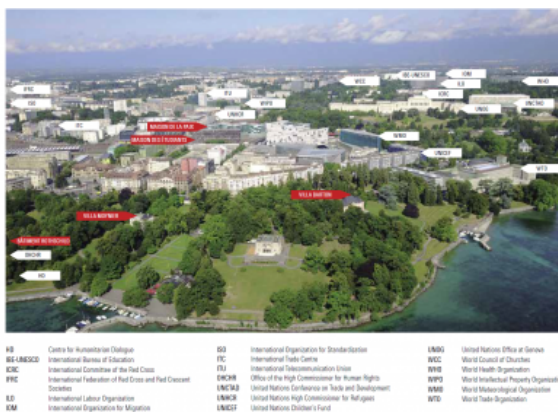 WCC
IBE-UNESCO
IOM
ILO
WHO
IFRC
ITU
ICRC
ISO
WIPO
UNOG
UNCTAD
UNHCR
ITC
MAISON DE LA PAIX
MAISON DES ÉTUDIANTS
WMO
UNICEF
WTO
VILLA BARTON
VILLA MOYNIER
BÂTIMENT ROTHSCHILD
OHCHR
HD
HD Centre for Humanitarian Dialogue
IBE-UNESCO International Bureau of Education
ICRC International Committee of the Red Cross
IFRC International Federation of Red Cross and Red Crescent
Societies
ILO International Labour Organization
IOM International Organization for Migration
ISO International Organization for Standardization
ITC International Trade Centre
ITU International Telecommunication Union
OHCHR Office of the High Commissioner for Human Rights
UNCTAD United Nations Conference on Trade and Development
UNHCR United Nations High Commissioner for Refugees
UNICEF United Nations Children's Fund
UNOG United Nations Office at Geneva
WCC World Council of Churches
WHO World Health Organization
WIPO World Intellectual Property Organizatio
WMO World Meteorological Organization
WTO World Trade Organization